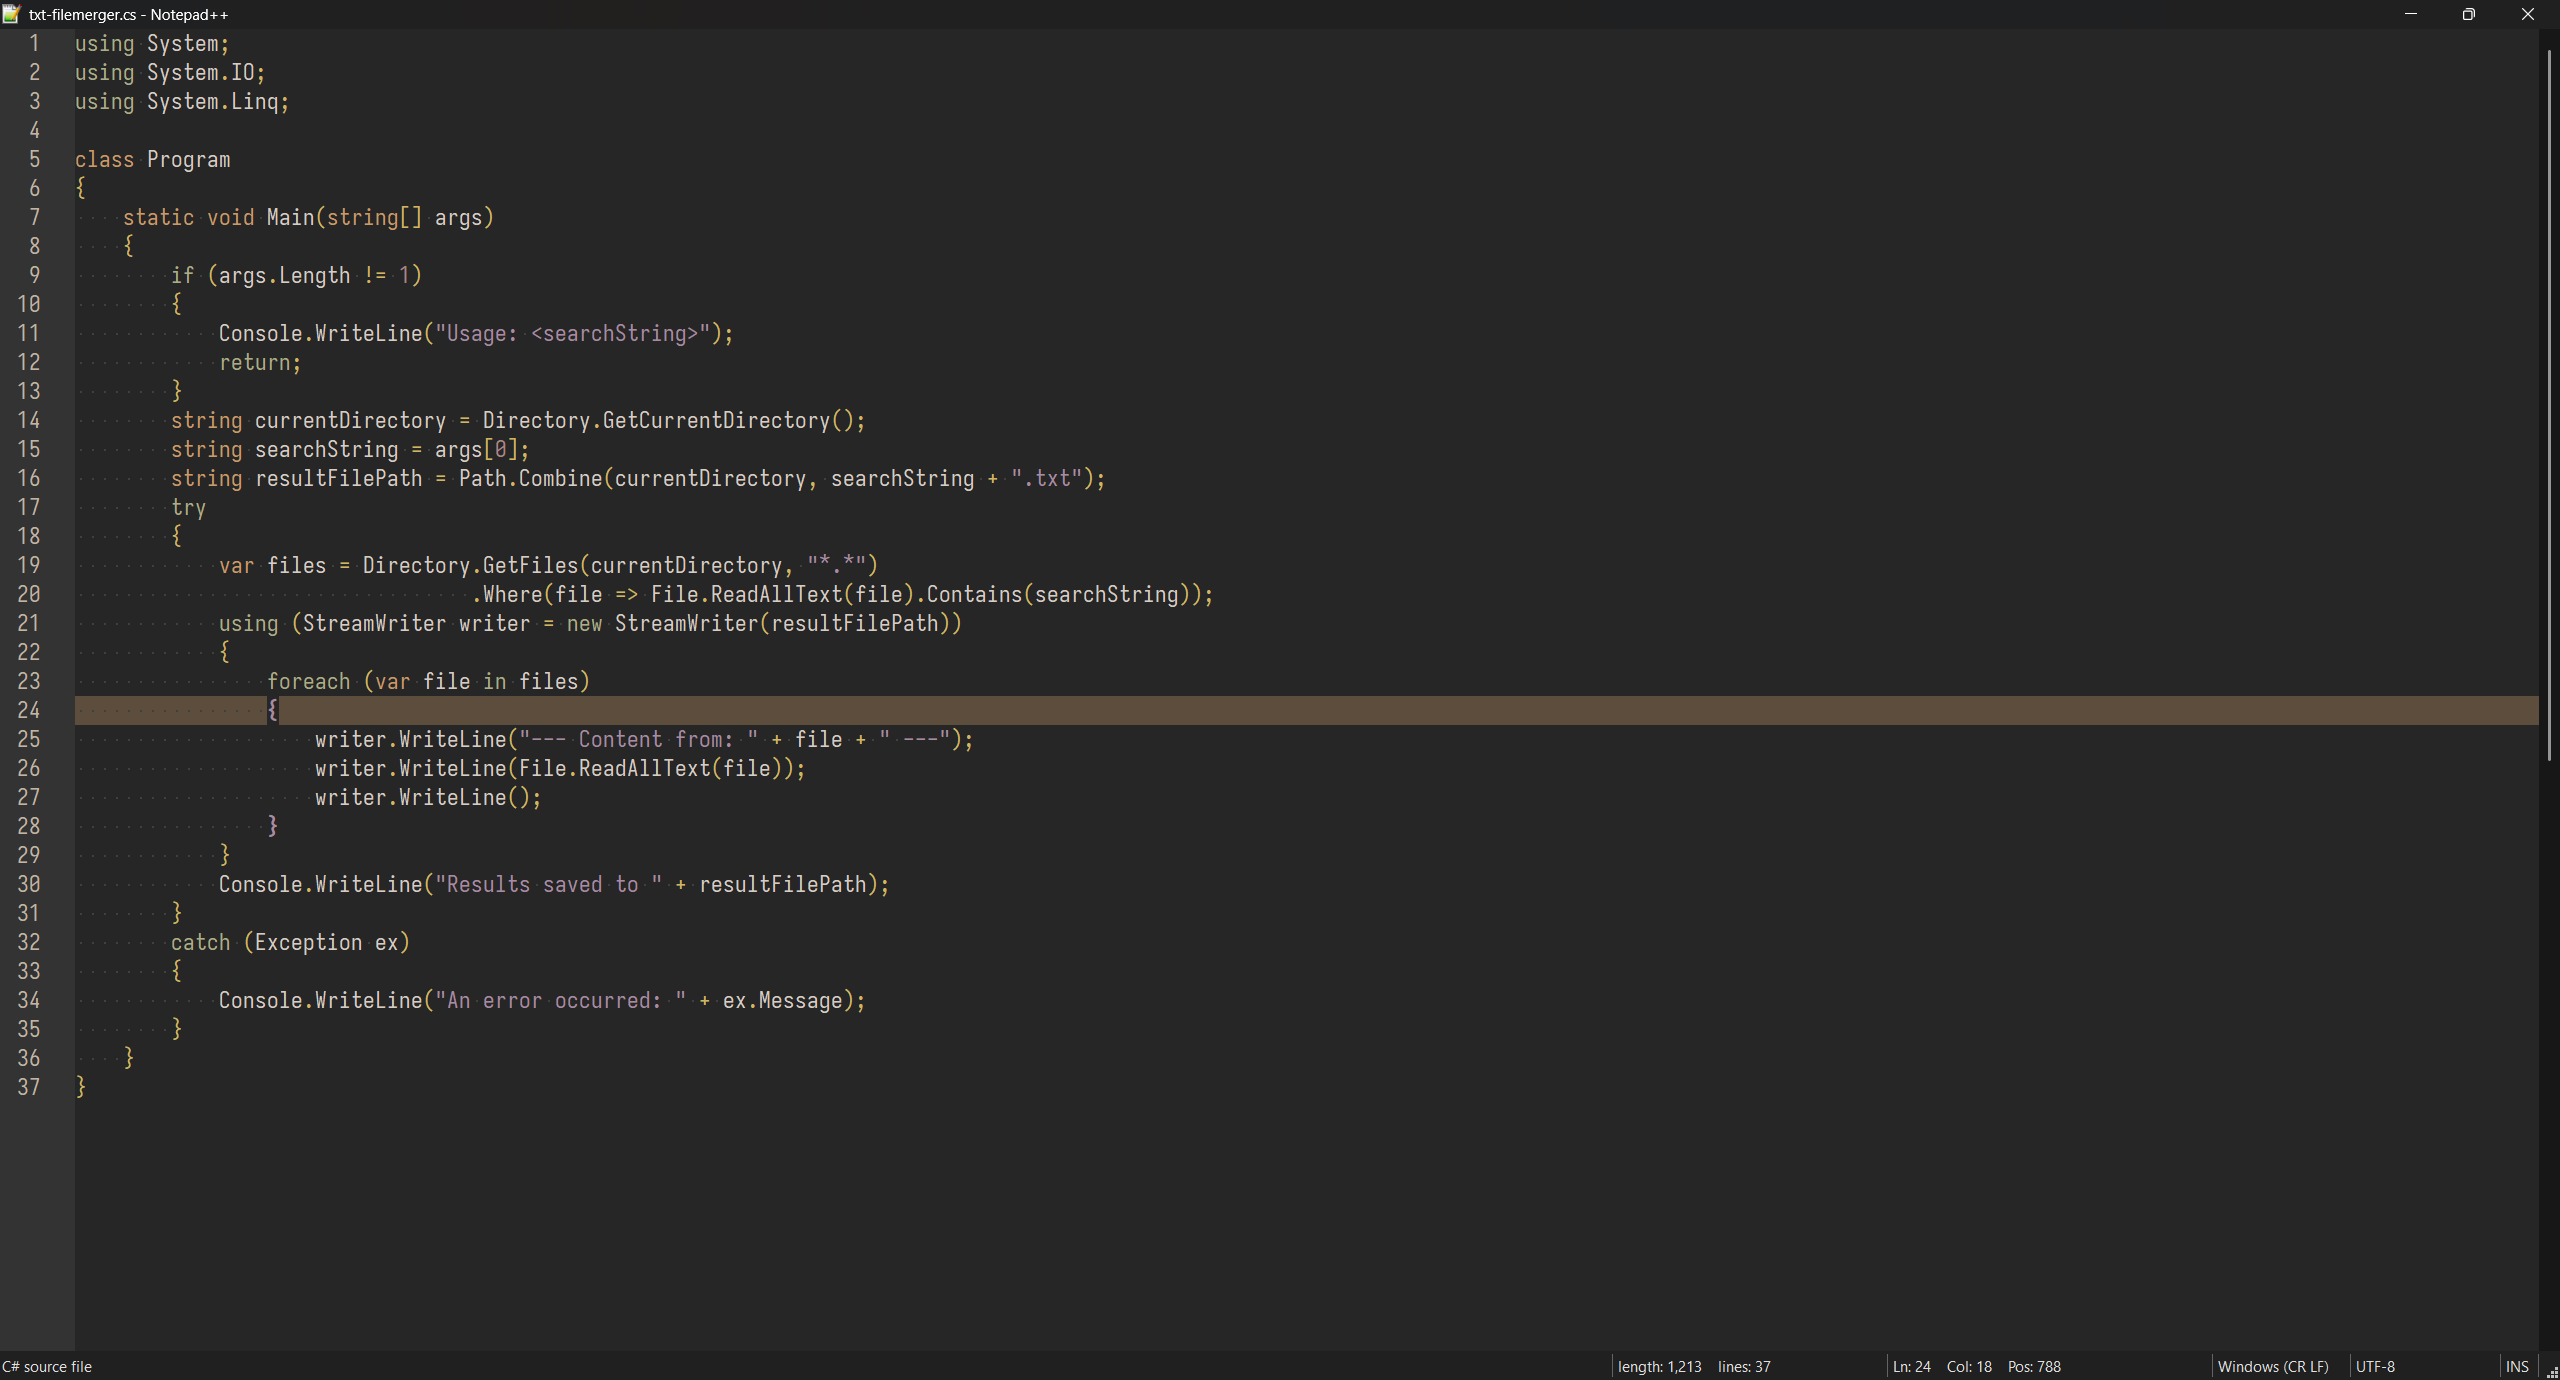 txt-filemerger.cs - Notepad++
1 using System;
2 using System.IO;
3 using System.Linq;
4
5 class Program
6 {
7     static void Main(string[] args)
8     {
9         if (args.Length != 1)
10         {
11             Console.WriteLine("Usage: <searchString>");
12             return;
13         }
14         string currentDirectory = Directory.GetCurrentDirectory();
15         string searchString = args[0];
16         string resultFilePath = Path.Combine(currentDirectory, searchString + ".txt");
17         try
18         {
19             var files = Directory.GetFiles(currentDirectory, "*.*")
20                                  .Where(file => File.ReadAllText(file).Contains(searchString));
21             using (StreamWriter writer = new StreamWriter(resultFilePath))
22             {
23                 foreach (var file in files)
24                 {
25                     writer.WriteLine("--- Content from: " + file + " ---");
26                     writer.WriteLine(File.ReadAllText(file));
27                     writer.WriteLine();
28                 }
29             }
30             Console.WriteLine("Results saved to " + resultFilePath);
31         }
32         catch (Exception ex)
33         {
34             Console.WriteLine("An error occurred: " + ex.Message);
35         }
36     }
37 }
C# source file length: 1,213 lines: 37 Ln: 24 Col: 18 Pos: 788 Windows (CR LF) UTF-8 INS